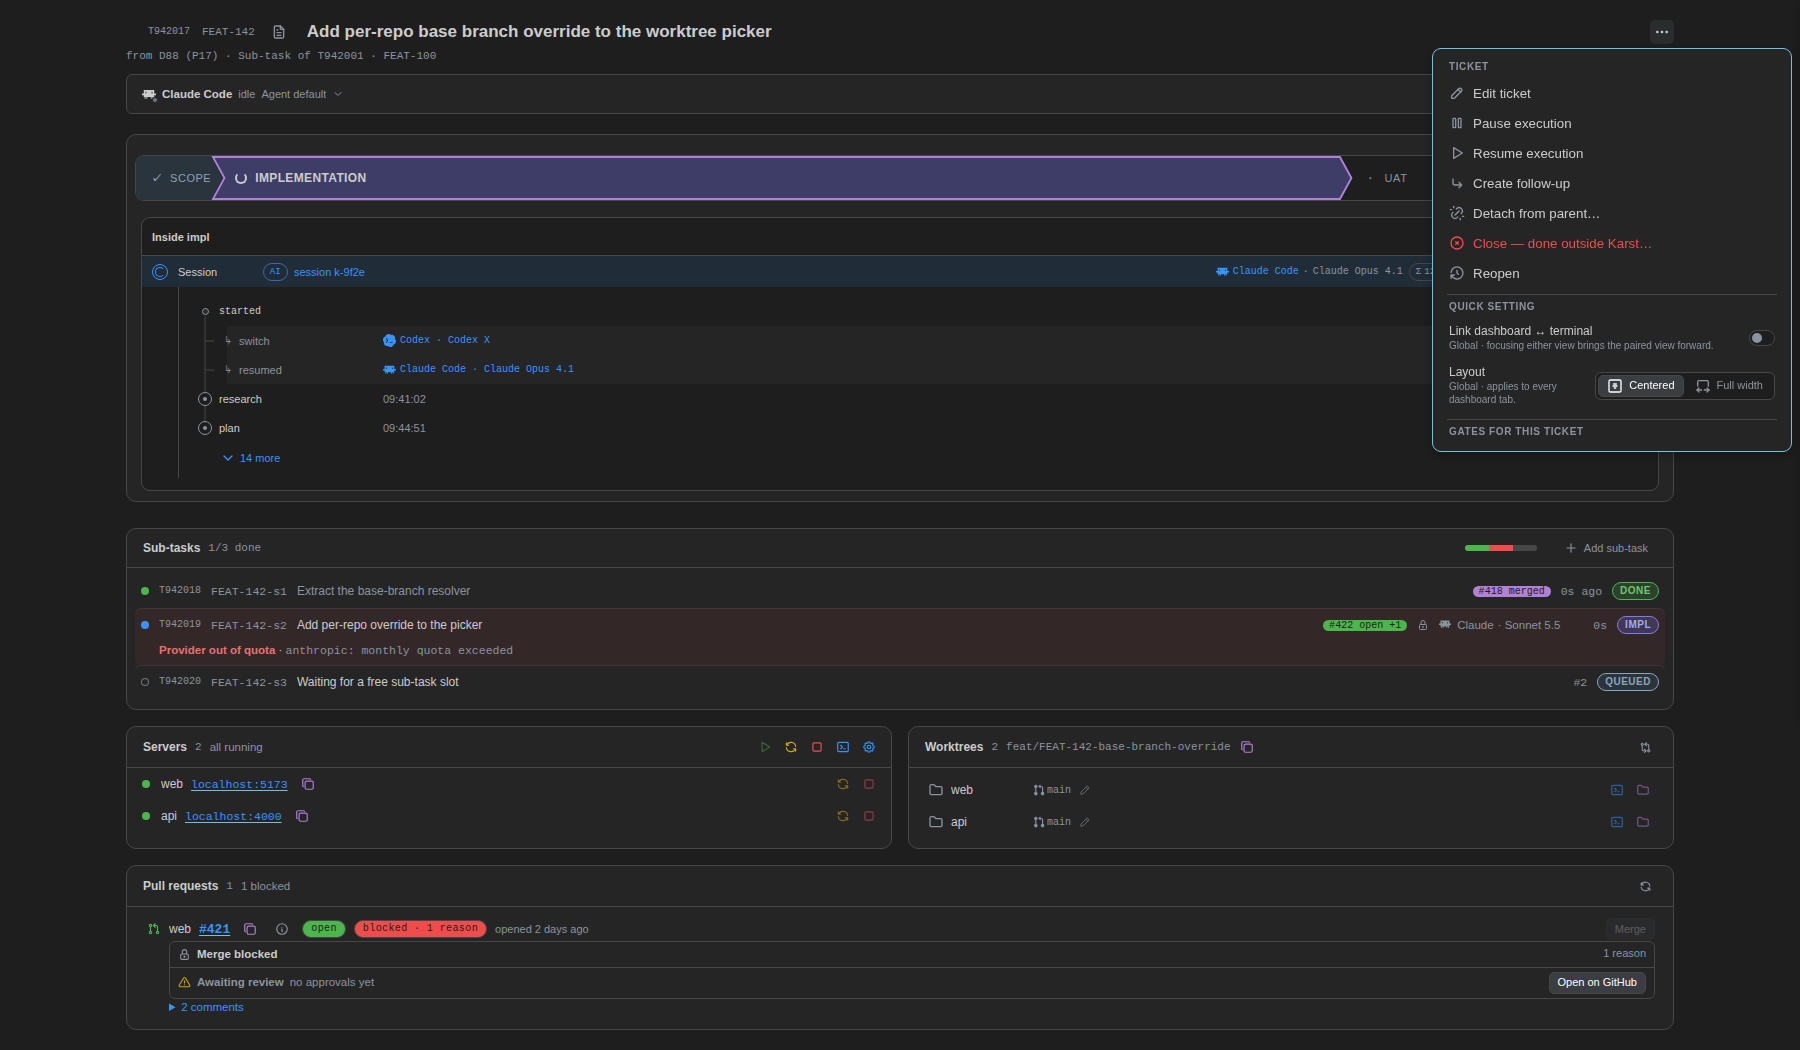 T942017 FEAT-142 Add per-repo base branch override to the worktree picker
from D88 (P17) · Sub-task of T942001 · FEAT-100
Claude Code idle Agent default
SCOPE IMPLEMENTATION · UAT
Inside impl
Session AI session k-9f2e Claude Code · Claude Opus 4.1
started
↳ switch Codex · Codex X
↳ resumed Claude Code · Claude Opus 4.1
research 09:41:02
plan 09:44:51
14 more
TICKET
Edit ticket
Pause execution
Resume execution
Create follow-up
Detach from parent…
Close — done outside Karst…
Reopen
QUICK SETTING
Link dashboard ↔ terminal
Global · focusing either view brings the paired view forward.
Layout
Global · applies to every
dashboard tab.
Centered Full width
GATES FOR THIS TICKET
Sub-tasks 1/3 done Add sub-task
T942018 FEAT-142-s1 Extract the base-branch resolver #418 merged 0s ago DONE
T942019 FEAT-142-s2 Add per-repo override to the picker #422 open +1 Claude · Sonnet 5.5 0s IMPL
Provider out of quota · anthropic: monthly quota exceeded
T942020 FEAT-142-s3 Waiting for a free sub-task slot #2 QUEUED
Servers 2 all running
web localhost:5173
api localhost:4000
Worktrees 2 feat/FEAT-142-base-branch-override
web main
api main
Pull requests 1 1 blocked
web #421 open blocked · 1 reason opened 2 days ago Merge
Merge blocked 1 reason
Awaiting review no approvals yet Open on GitHub
2 comments